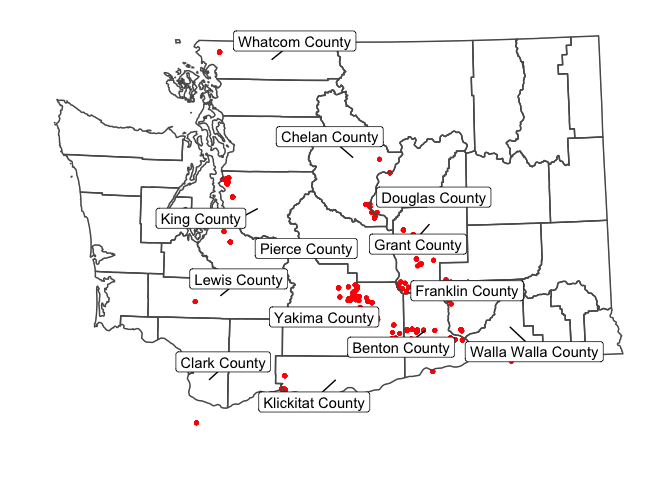 Whatcom County
Chelan County
Douglas County
King County
Grant County
Pierce County
Lewis County
Franklin County
Yakima County
Benton County
Walla Walla County
Clark County
Klickitat County